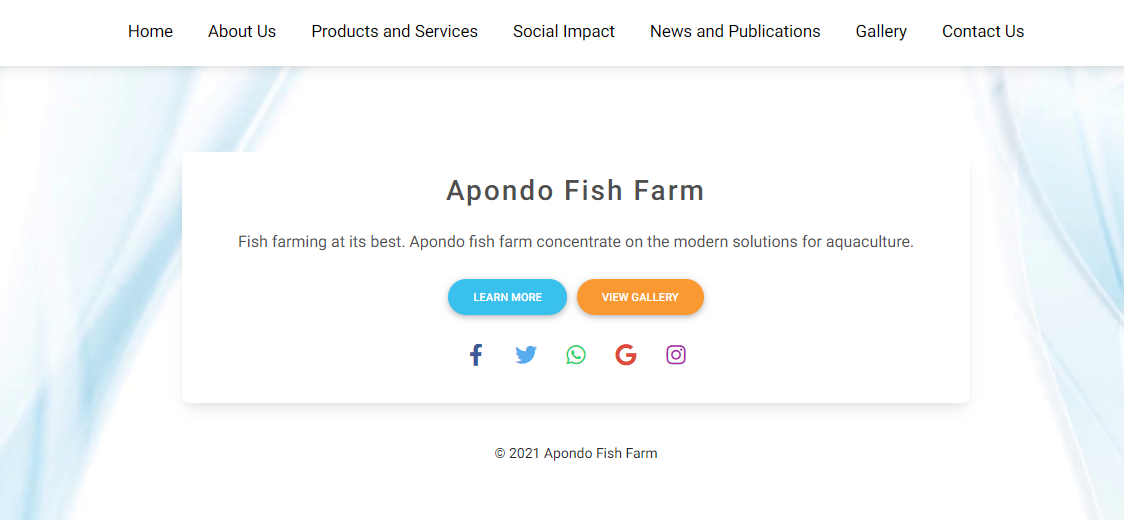 Home About Us Products and Services Social Impact News and Publications Gallery Contact Us
Apondo Fish Farm
Fish farming at its best. Apondo fish farm concentrate on the modern solutions for aquaculture.
LEARN MORE VIEW GALLERY
© 2021 Apondo Fish Farm